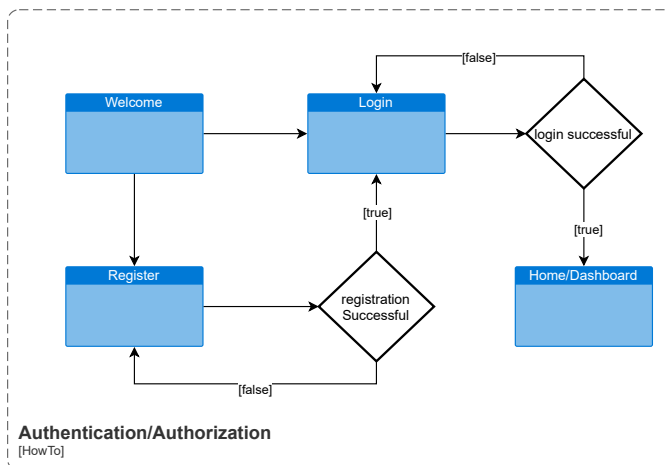 [false]
Welcome
Login
login successful
[true]
[true]
Register
Home/Dashboard
registration
Successful
[false]
Authentication/Authorization
[HowTo]